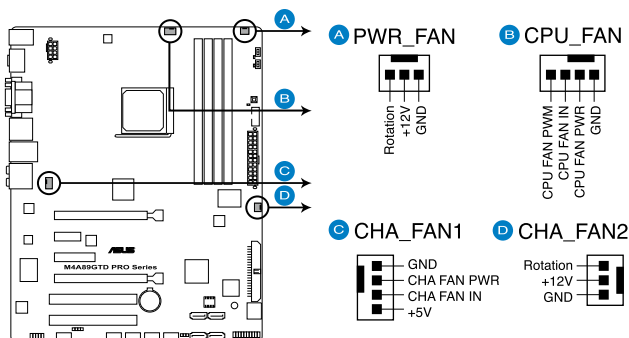 A
A PWR_FAN
Rotation
+12V
GND
B CPU_FAN
CPU FAN PWM
CPU FAN IN
CPU FAN PWR
GND
B
C
D
C CHA_FAN1
GND
CHA FAN PWR
CHA FAN IN
+5V
D CHA_FAN2
Rotation
+12V
GND
ASUS
M4A89GTD PRO Series